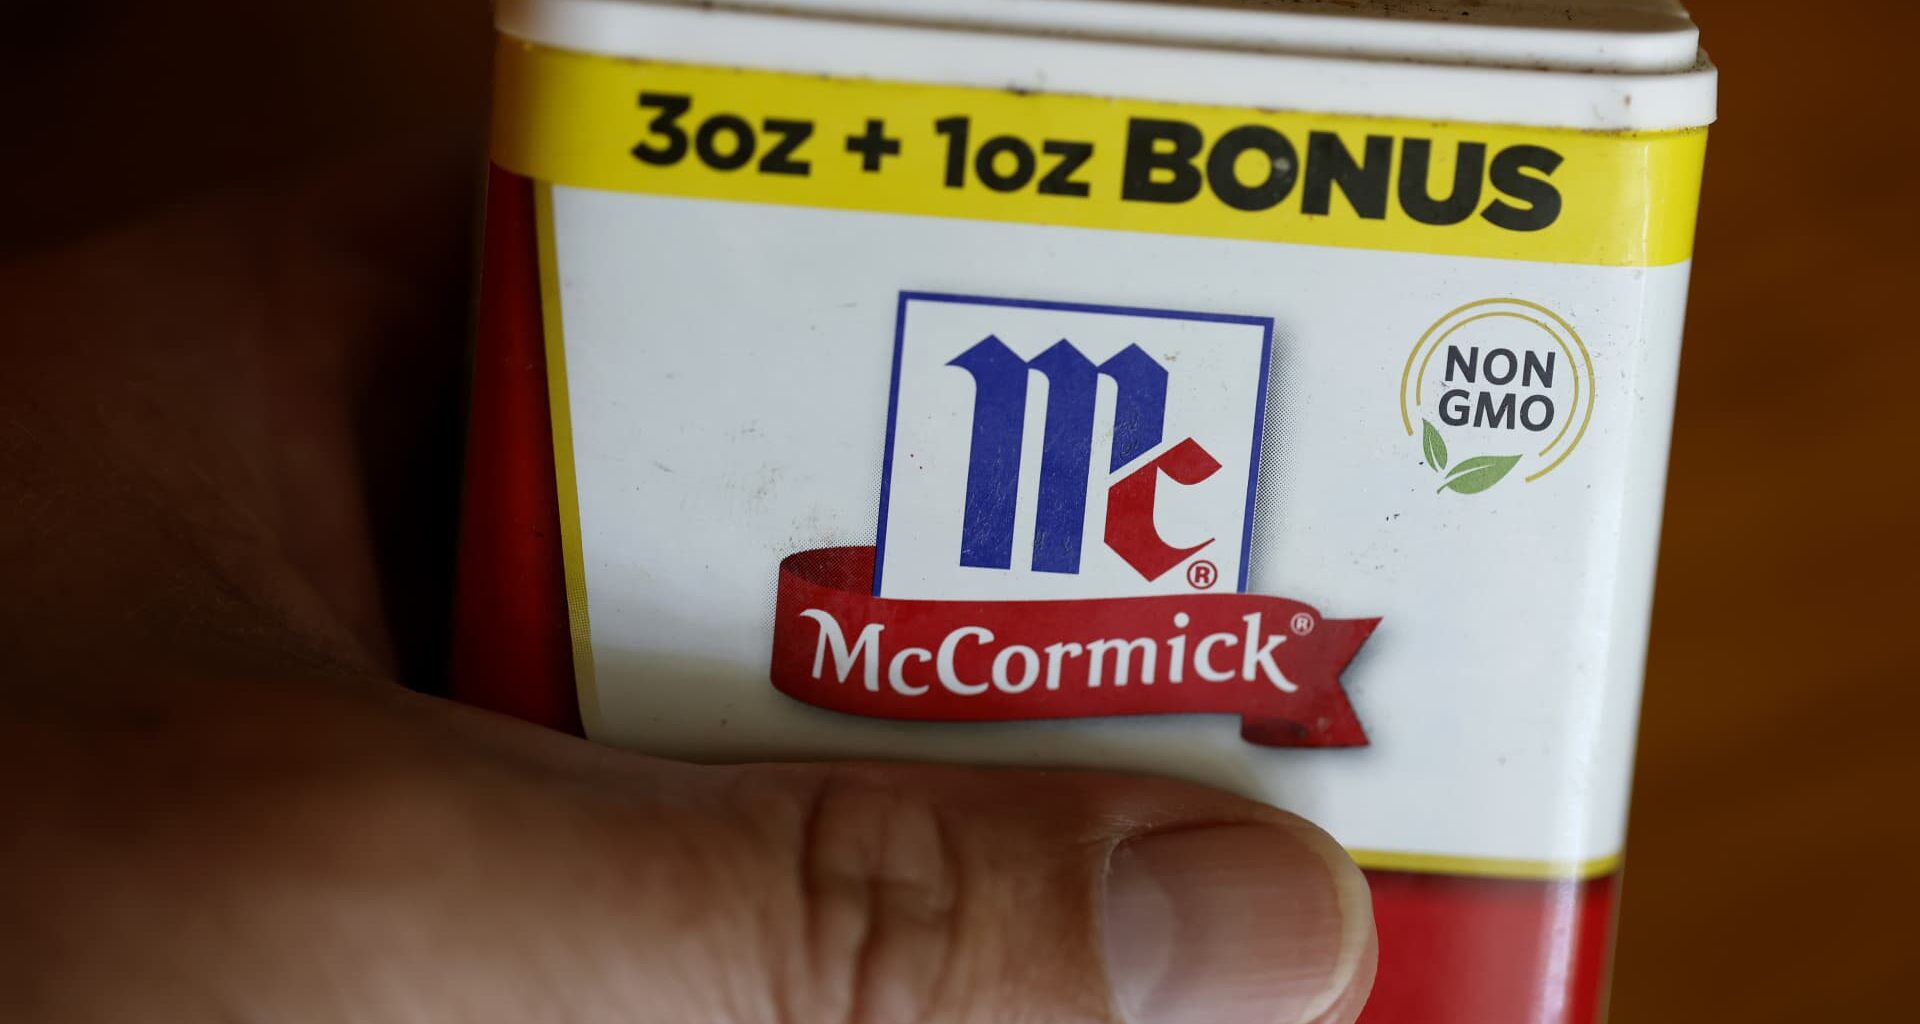 3oz + 1oz BONUS
Mc®
McCormick®
NON
GMO